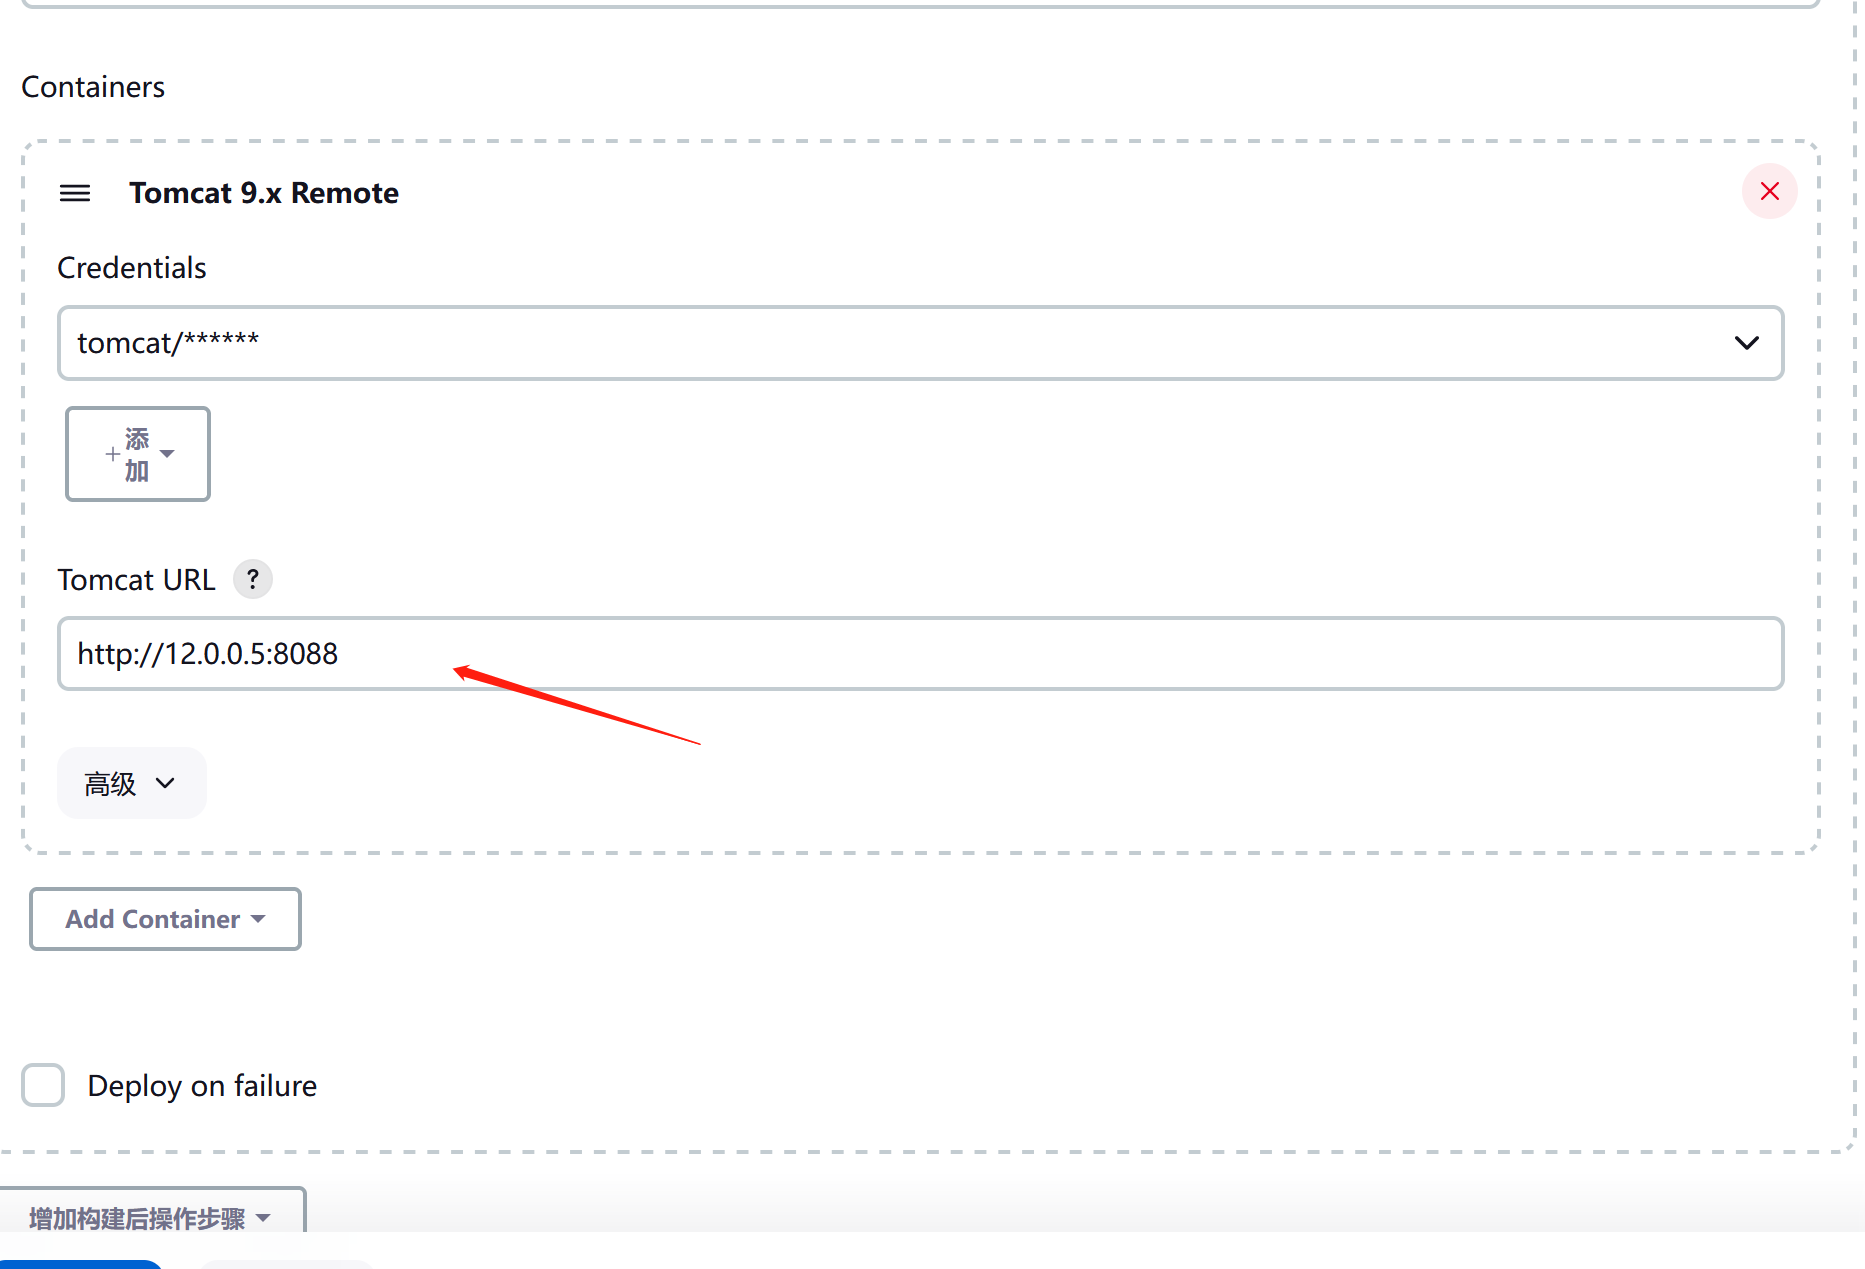 Containers
Tomcat 9.x Remote
Credentials
tomcat/******
+添
加
Tomcat URL ?
http://12.0.0.5:8088
高级
Add Container
Deploy on failure
增加构建后操作步骤